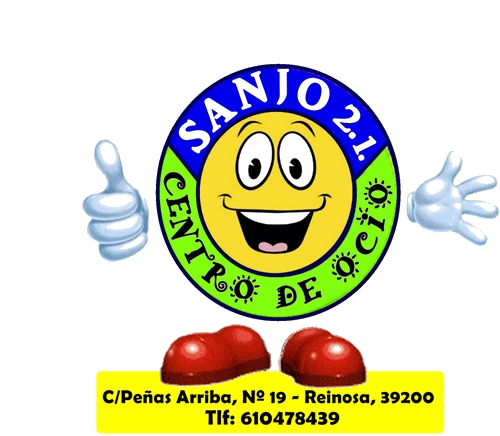 SANJO 2.1.
CENTRO DE OCIO
C/Peñas Arriba, Nº 19 - Reinosa, 39200
Tlf: 610478439